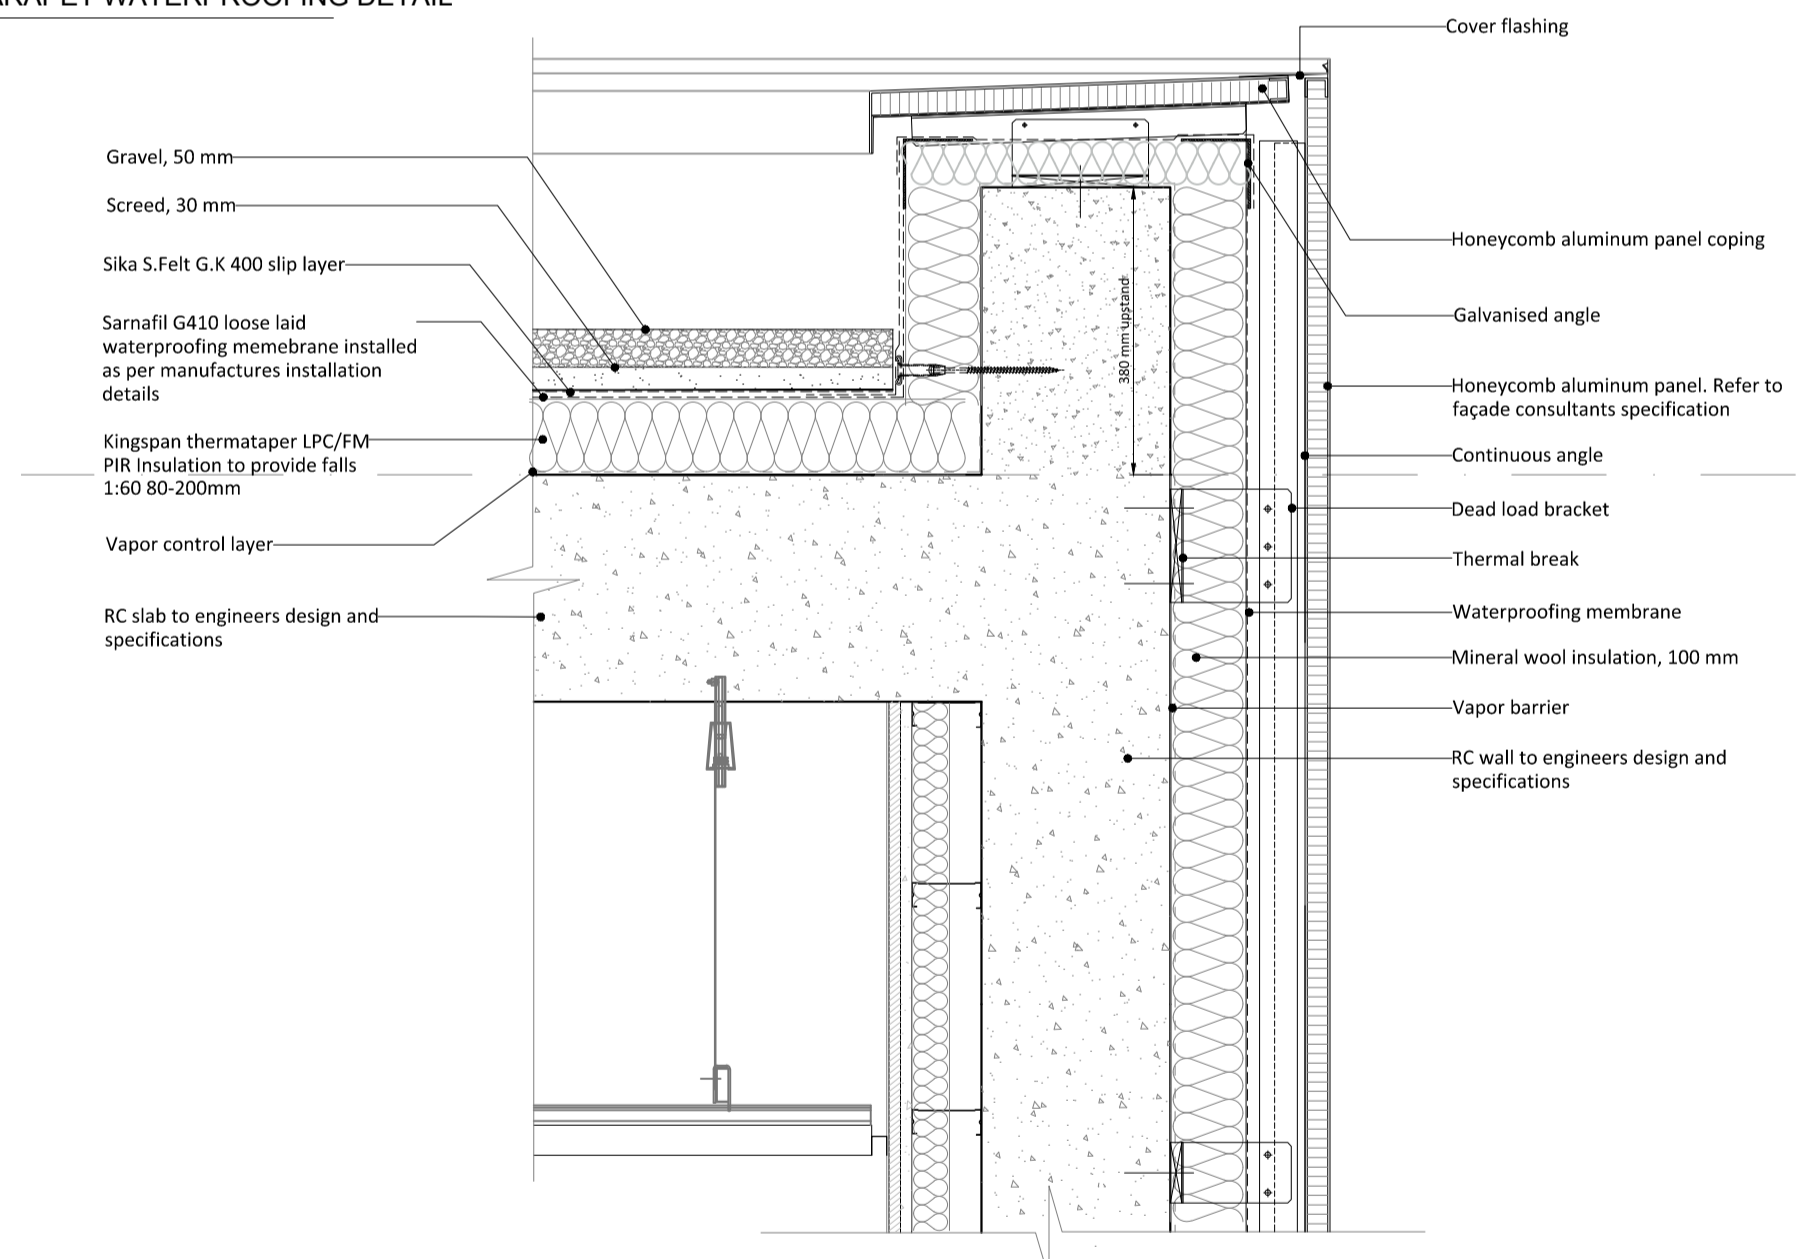 Cover flashing
Gravel, 50 mm
Screed, 30 mm
Sika S.Felt G.K 400 slip layer
Sarnafil G410 loose laid
waterproofing memebrane installed
as per manufactures installation
details
Kingspan thermataper LPC/FM
PIR Insulation to provide falls
1:60 80-200mm
Vapor control layer
RC slab to engineers design and
specifications
380 mm upstand
Honeycomb aluminum panel coping
Galvanised angle
Honeycomb aluminum panel. Refer to
façade consultants specification
Continuous angle
Dead load bracket
Thermal break
Waterproofing membrane
Mineral wool insulation, 100 mm
Vapor barrier
RC wall to engineers design and
specifications